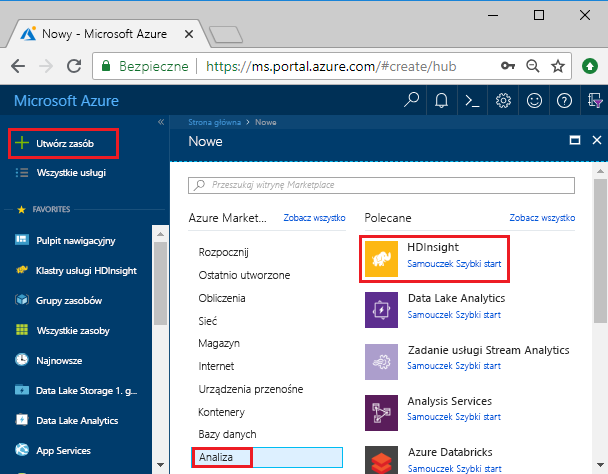 Nowy - Microsoft Azure
Bezpieczne
https://ms.portal.azure.com/#create/hub
Microsoft Azure
Utwórz zasób
Wszystkie usługi
FAVORITES
Pulpit nawigacyjny
Klastry usługi HDInsight
Grupy zasobów
Wszystkie zasoby
Najnowsze
Data Lake Storage 1. g...
Data Lake Analytics
App Services
Strona główna > Nowe
Nowe
Przeszukaj witrynę Marketplace
Azure Market... Zobacz wszystko
Rozpocznij
Ostatnio utworzone
Obliczenia
Sieć
Magazyn
Internet
Urządzenia przenośne
Kontenery
Bazy danych
Analiza
Polecane Zobacz wszystko
HDInsight
Samouczek Szybki start
Data Lake Analytics
Samouczek Szybki start
Zadanie usługi Stream Analytics
Samouczek Szybki start
Analysis Services
Samouczek Szybki start
Azure Databricks
Samouczek Szybki start